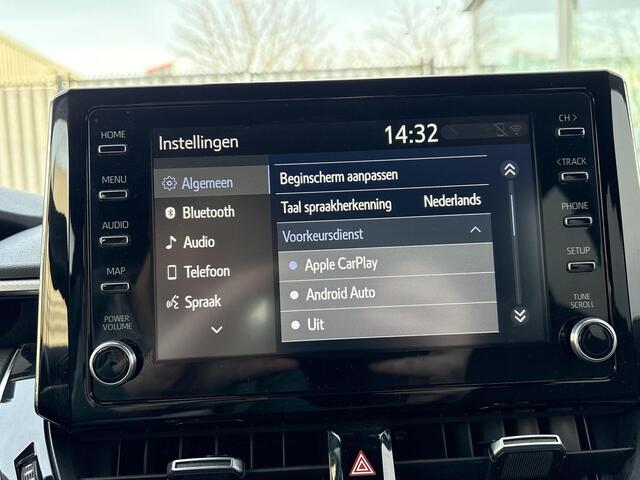 HOME
MENU
AUDIO
MAP
POWER
VOLUME
Instellingen
14:32
Algemeen
Bluetooth
Audio
Telefoon
Spraak
Beginscherm aanpassen
Taal spraakherkenning Nederlands
Voorkeursdienst
Apple CarPlay
Android Auto
Uit
CH >
< TRACK
PHONE
SETUP
TUNE
SCROLL